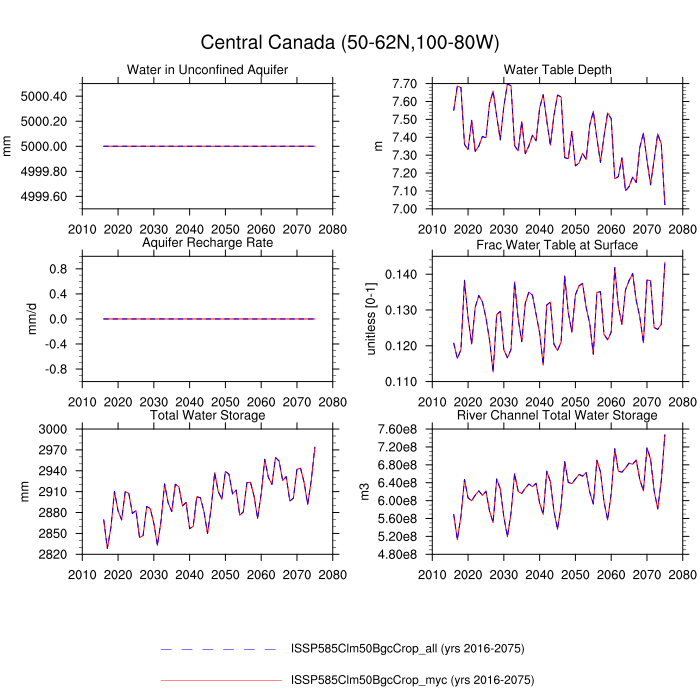 Central Canada (50-62N,100-80W)
Water in Unconfined Aquifer
mm
5000.40
5000.20
5000.00
4999.80
4999.60
2010 2020 2030 2040 2050 2060 2070 2080
Water Table Depth
m
7.70
7.60
7.50
7.40
7.30
7.20
7.10
7.00
2010 2020 2030 2040 2050 2060 2070 2080
Aquifer Recharge Rate
mm/d
0.8
0.4
0.0
-0.4
-0.8
2010 2020 2030 2040 2050 2060 2070 2080
Frac Water Table at Surface
unitless [0-1]
0.140
0.130
0.120
0.110
2010 2020 2030 2040 2050 2060 2070 2080
Total Water Storage
mm
3000
2970
2940
2910
2880
2850
2820
2010 2020 2030 2040 2050 2060 2070 2080
River Channel Total Water Storage
m3
7.60e8
7.20e8
6.80e8
6.40e8
6.00e8
5.60e8
5.20e8
4.80e8
2010 2020 2030 2040 2050 2060 2070 2080
ISSP585Clm50BgcCrop_all (yrs 2016-2075)
ISSP585Clm50BgcCrop_myc (yrs 2016-2075)